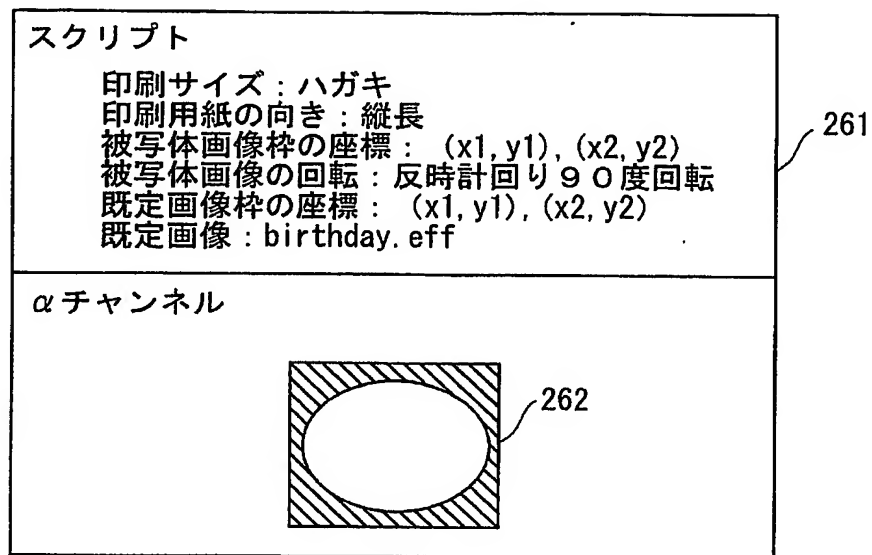 スクリプト
印刷サイズ：ハガキ
印刷用紙の向き：縦長
被写体画像枠の座標： (x1,y1),(x2,y2)
被写体画像の回転：反時計回り９０度回転
既定画像枠の座標： (x1,y1),(x2,y2)
既定画像：birthday.eff
261
αチャンネル
262